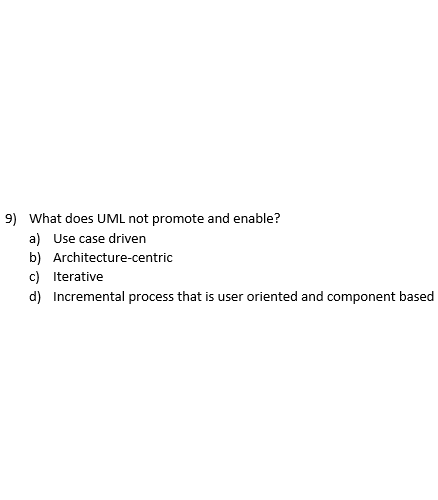 9) What does UML not promote and enable?
a) Use case driven
b) Architecture-centric
c) Iterative
d) Incremental process that is user oriented and component based